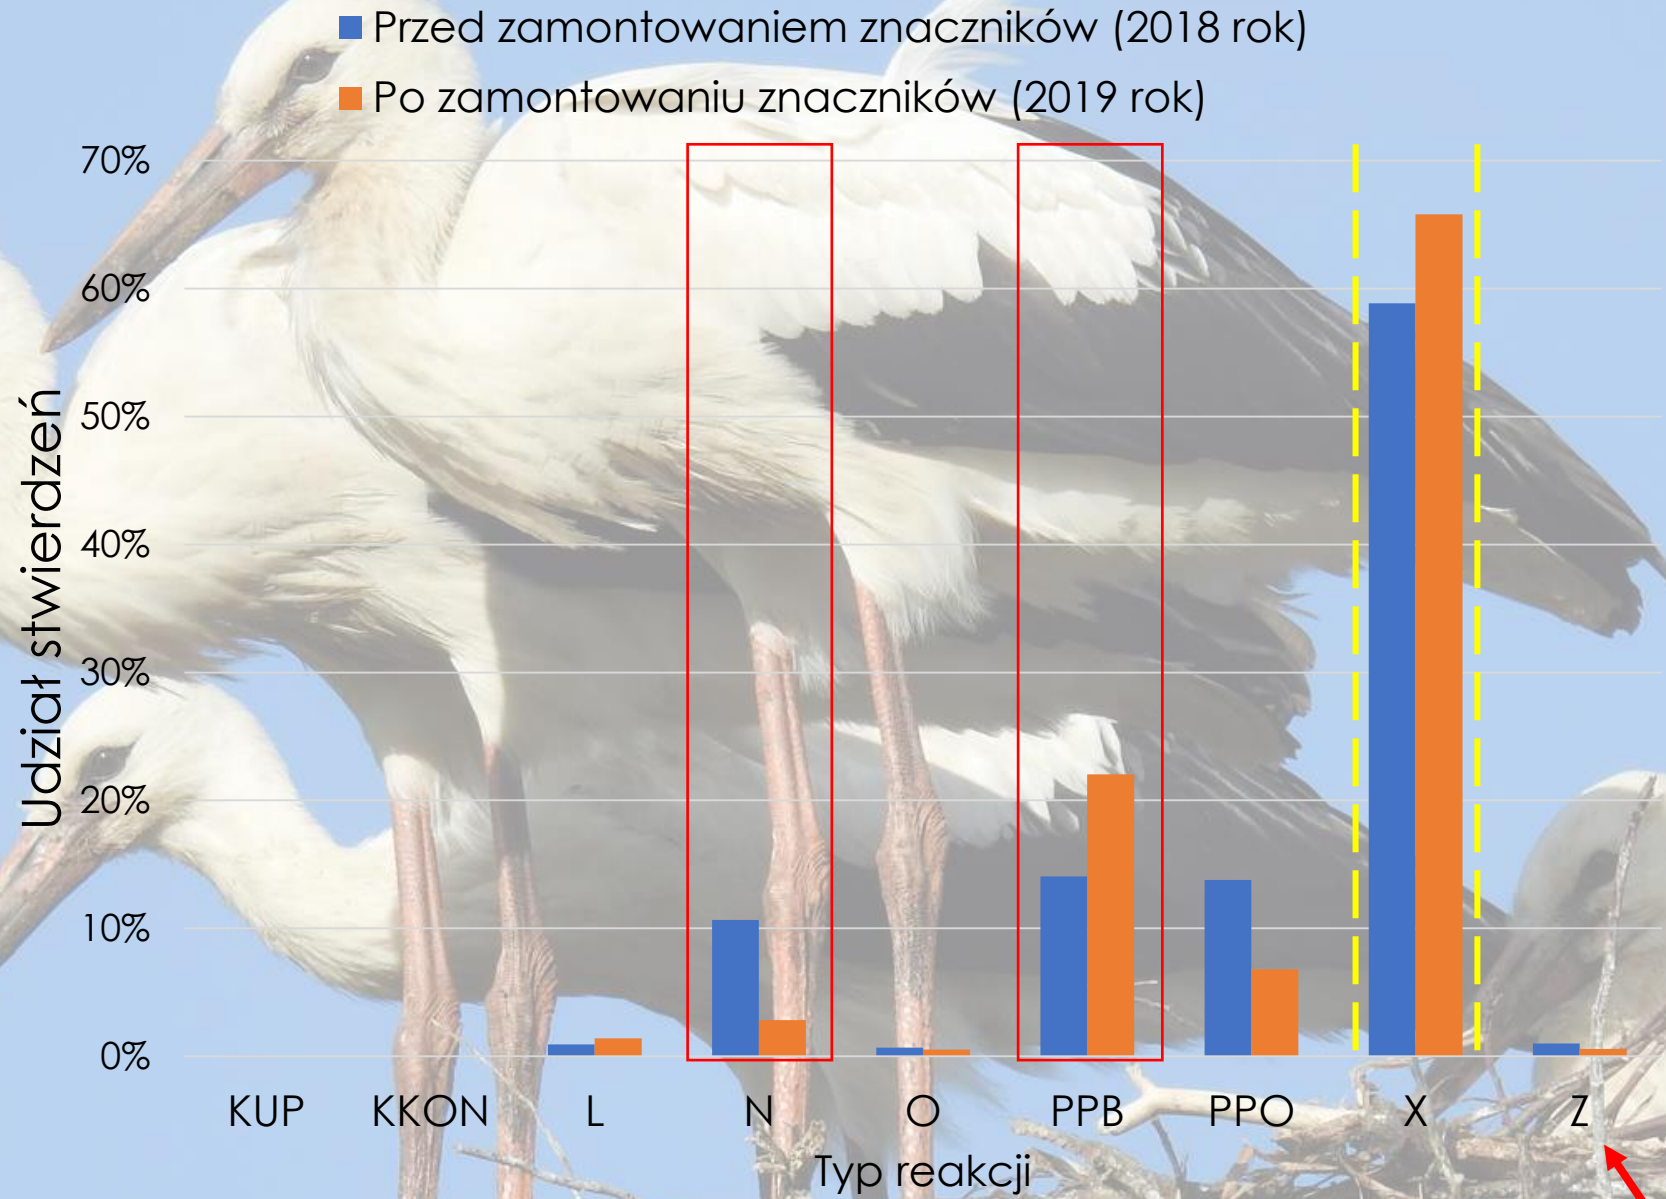 Przed zamontowaniem znaczników (2018 rok)
Po zamontowaniu znaczników (2019 rok)
Udział stwierdzeń
70%
60%
50%
40%
30%
20%
10%
0%
KUP KKON L N O PPB PPO X Z
Typ reakcji